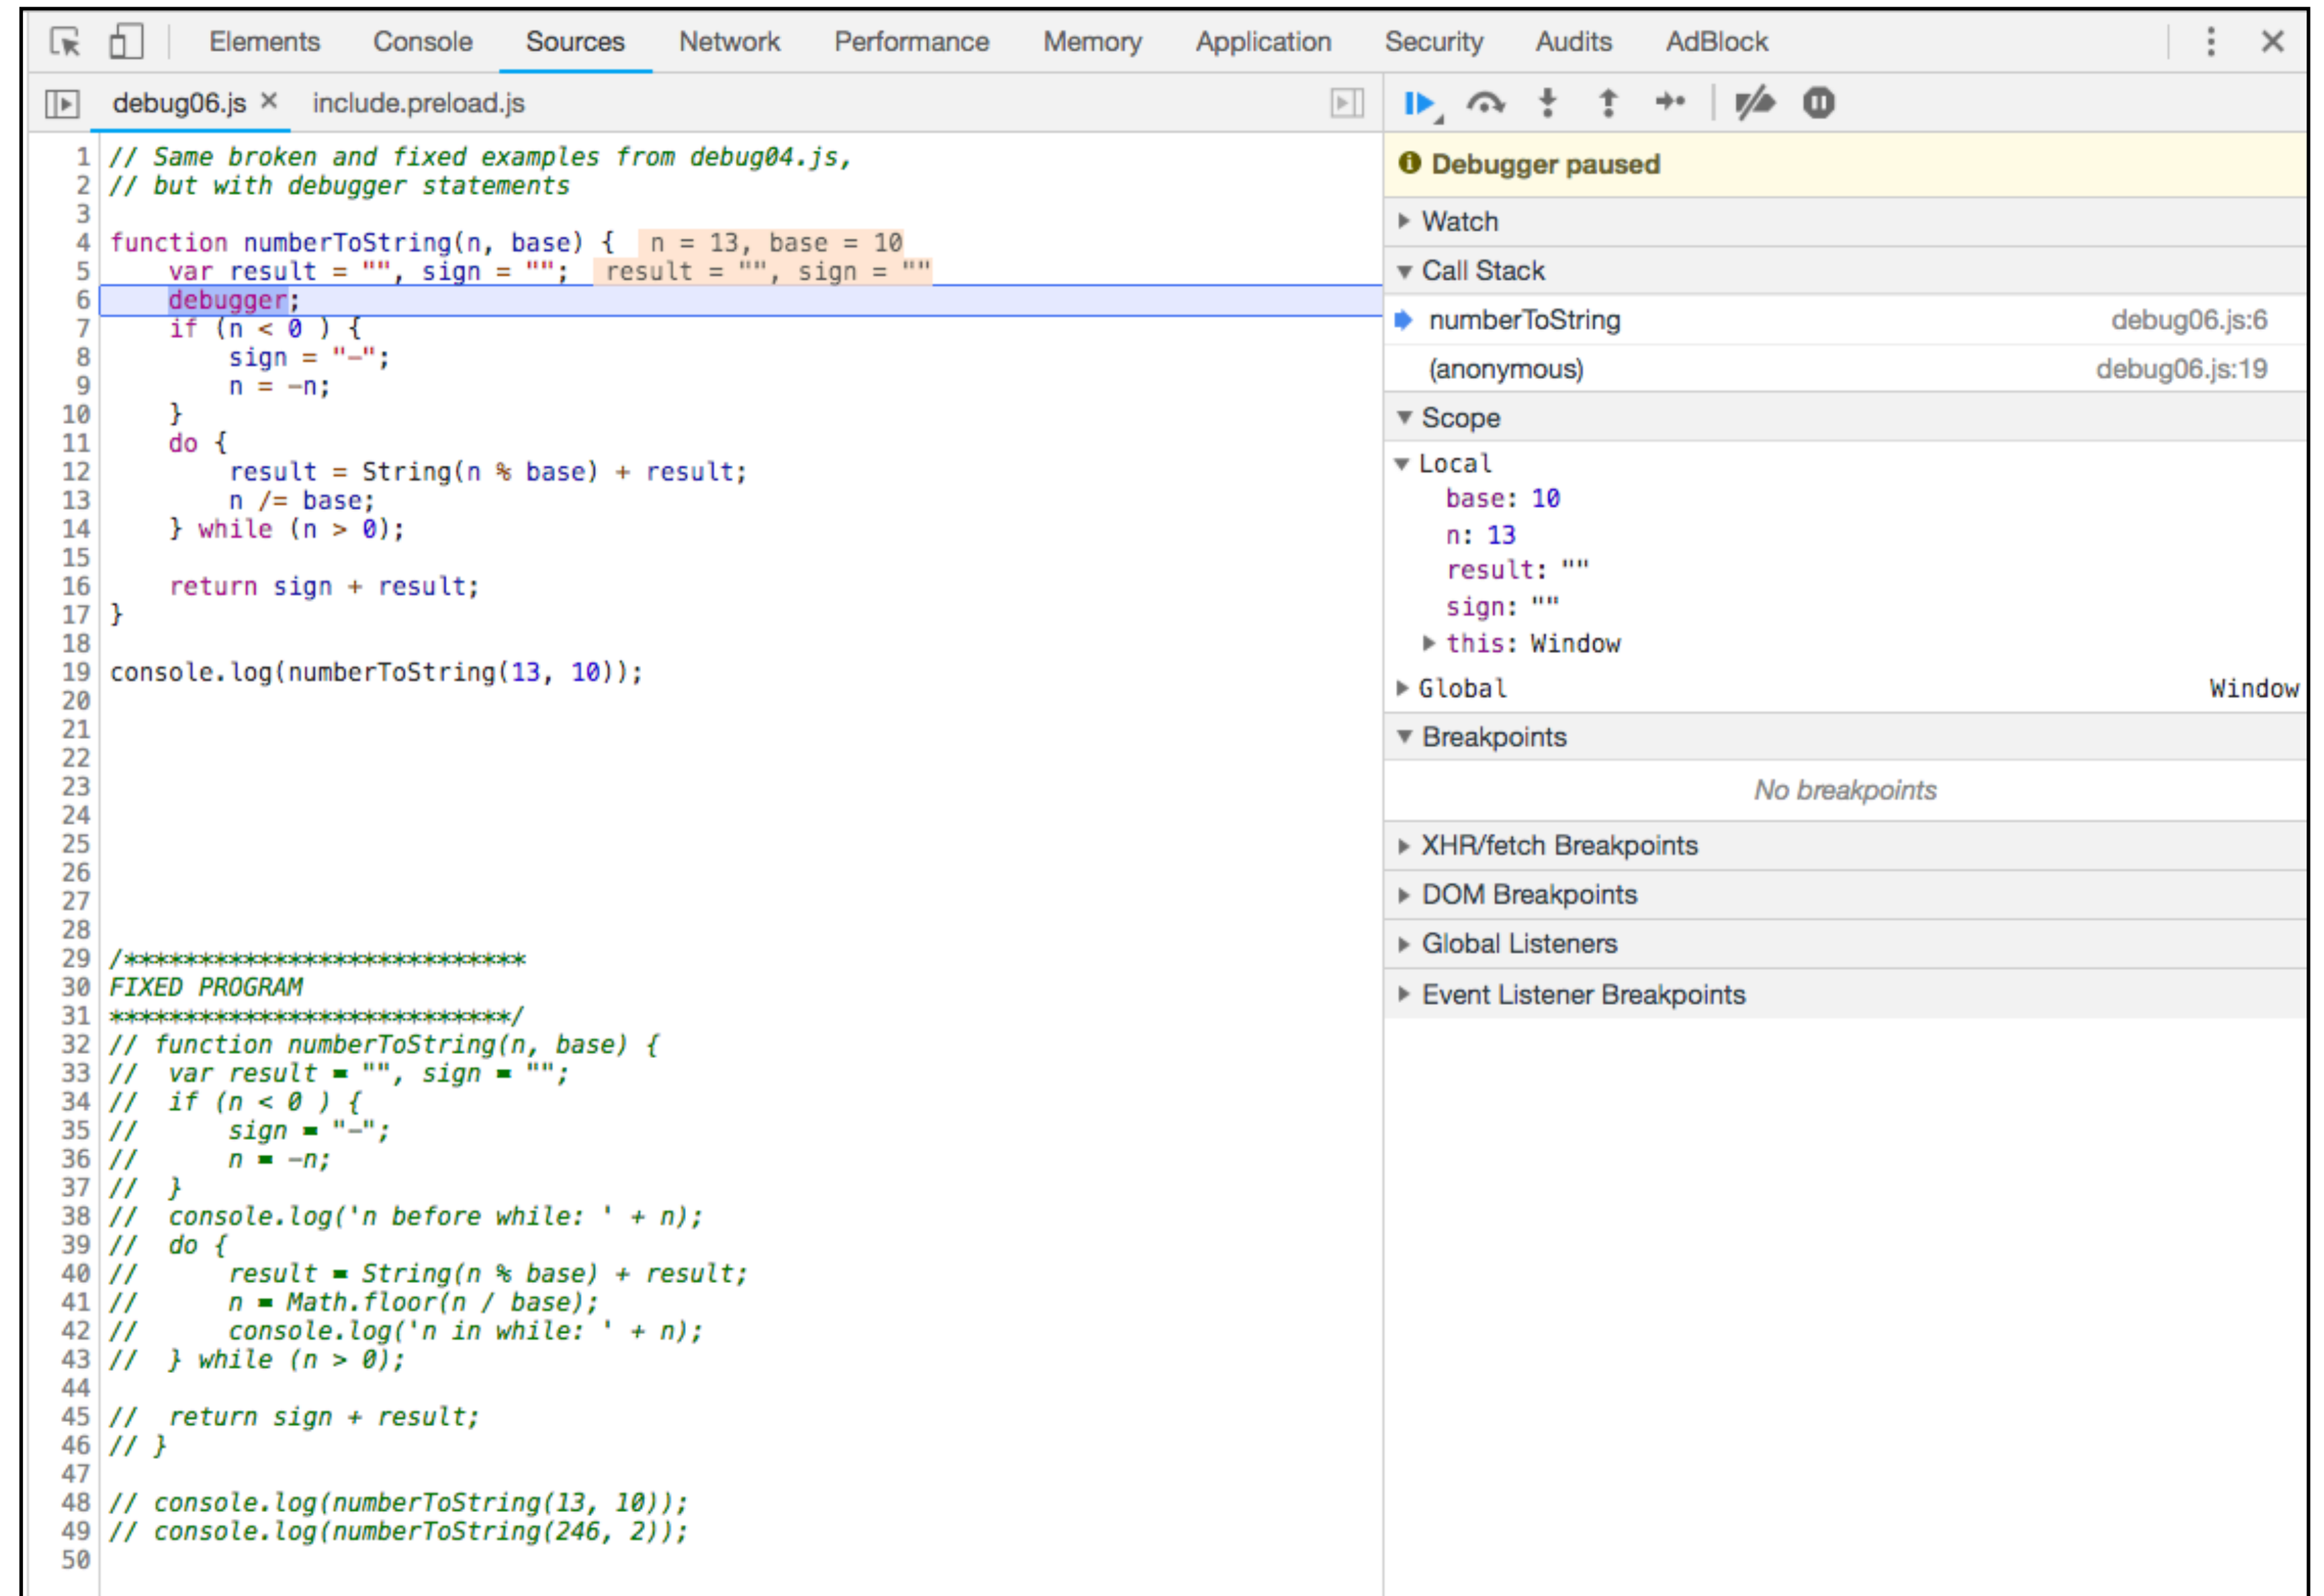 Elements Console Sources Network Performance Memory Application Security Audits AdBlock
debug06.js × include.preload.js
1 // Same broken and fixed examples from debug04.js,
2 // but with debugger statements
3
4 function numberToString(n, base) { n = 13, base = 10
5     var result = "", sign = ""; result = "", sign = ""
6     debugger;
7     if (n < 0 ) {
8         sign = "-";
9         n = -n;
10     }
11     do {
12         result = String(n % base) + result;
13         n /= base;
14     } while (n > 0);
15
16     return sign + result;
17 }
18
19 console.log(numberToString(13, 10));
20
21
22
23
24
25
26
27
28
29 /***************************
30 FIXED PROGRAM
31 ***************************/
32 // function numberToString(n, base) {
33 //  var result = "", sign = "";
34 //  if (n < 0 ) {
35 //      sign = "-";
36 //      n = -n;
37 //  }
38 //  console.log('n before while: ' + n);
39 //  do {
40 //      result = String(n % base) + result;
41 //      n = Math.floor(n / base);
42 //      console.log('n in while: ' + n);
43 //  } while (n > 0);
44
45 //  return sign + result;
46 // }
47
48 // console.log(numberToString(13, 10));
49 // console.log(numberToString(246, 2));
50
Debugger paused
Watch
Call Stack
numberToString debug06.js:6
(anonymous) debug06.js:19
Scope
Local
base: 10
n: 13
result: ""
sign: ""
this: Window
Global Window
Breakpoints
No breakpoints
XHR/fetch Breakpoints
DOM Breakpoints
Global Listeners
Event Listener Breakpoints